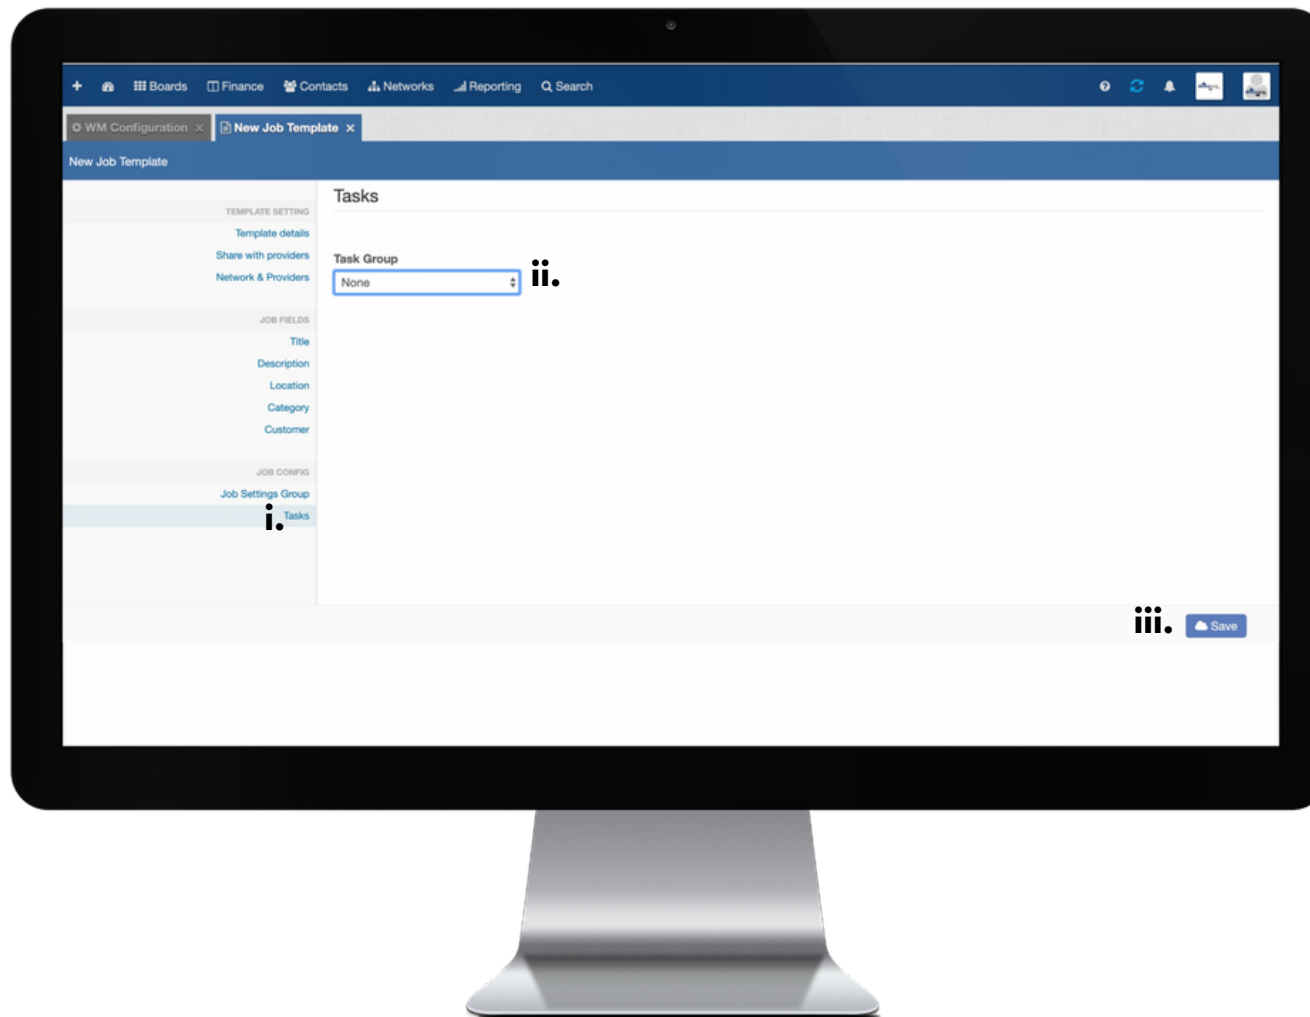 Boards Finance Contacts Networks Reporting Search
WM Configuration × New Job Template ×
New Job Template
Tasks
TEMPLATE SETTING
Template details
Share with providers
Network & Providers
Task Group
None
ii.
JOB FIELDS
Title
Description
Location
Category
Customer
JOB CONFIG
Job Settings Group
i. Tasks
iii. Save